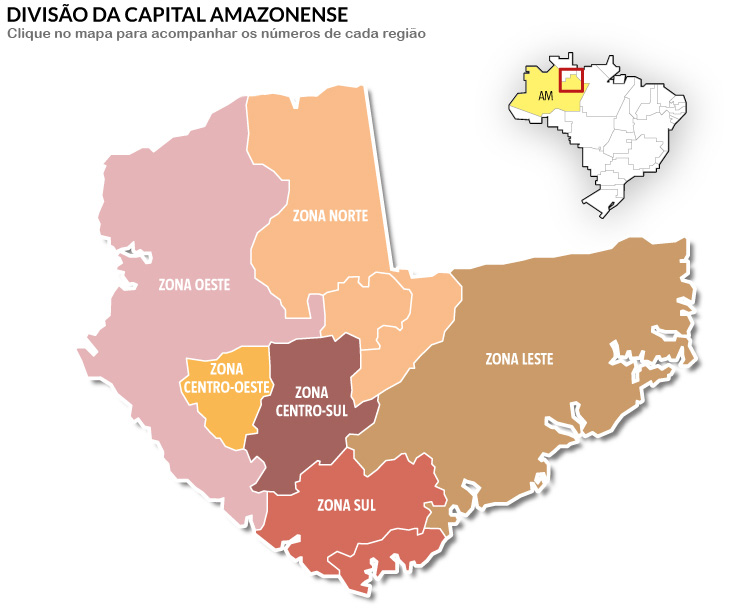 DIVISÃO DA CAPITAL AMAZONENSE
Clique no mapa para acompanhar os números de cada região
AM
ZONA NORTE
ZONA OESTE
ZONA LESTE
ZONA
CENTRO-OESTE
ZONA
CENTRO-SUL
ZONA SUL